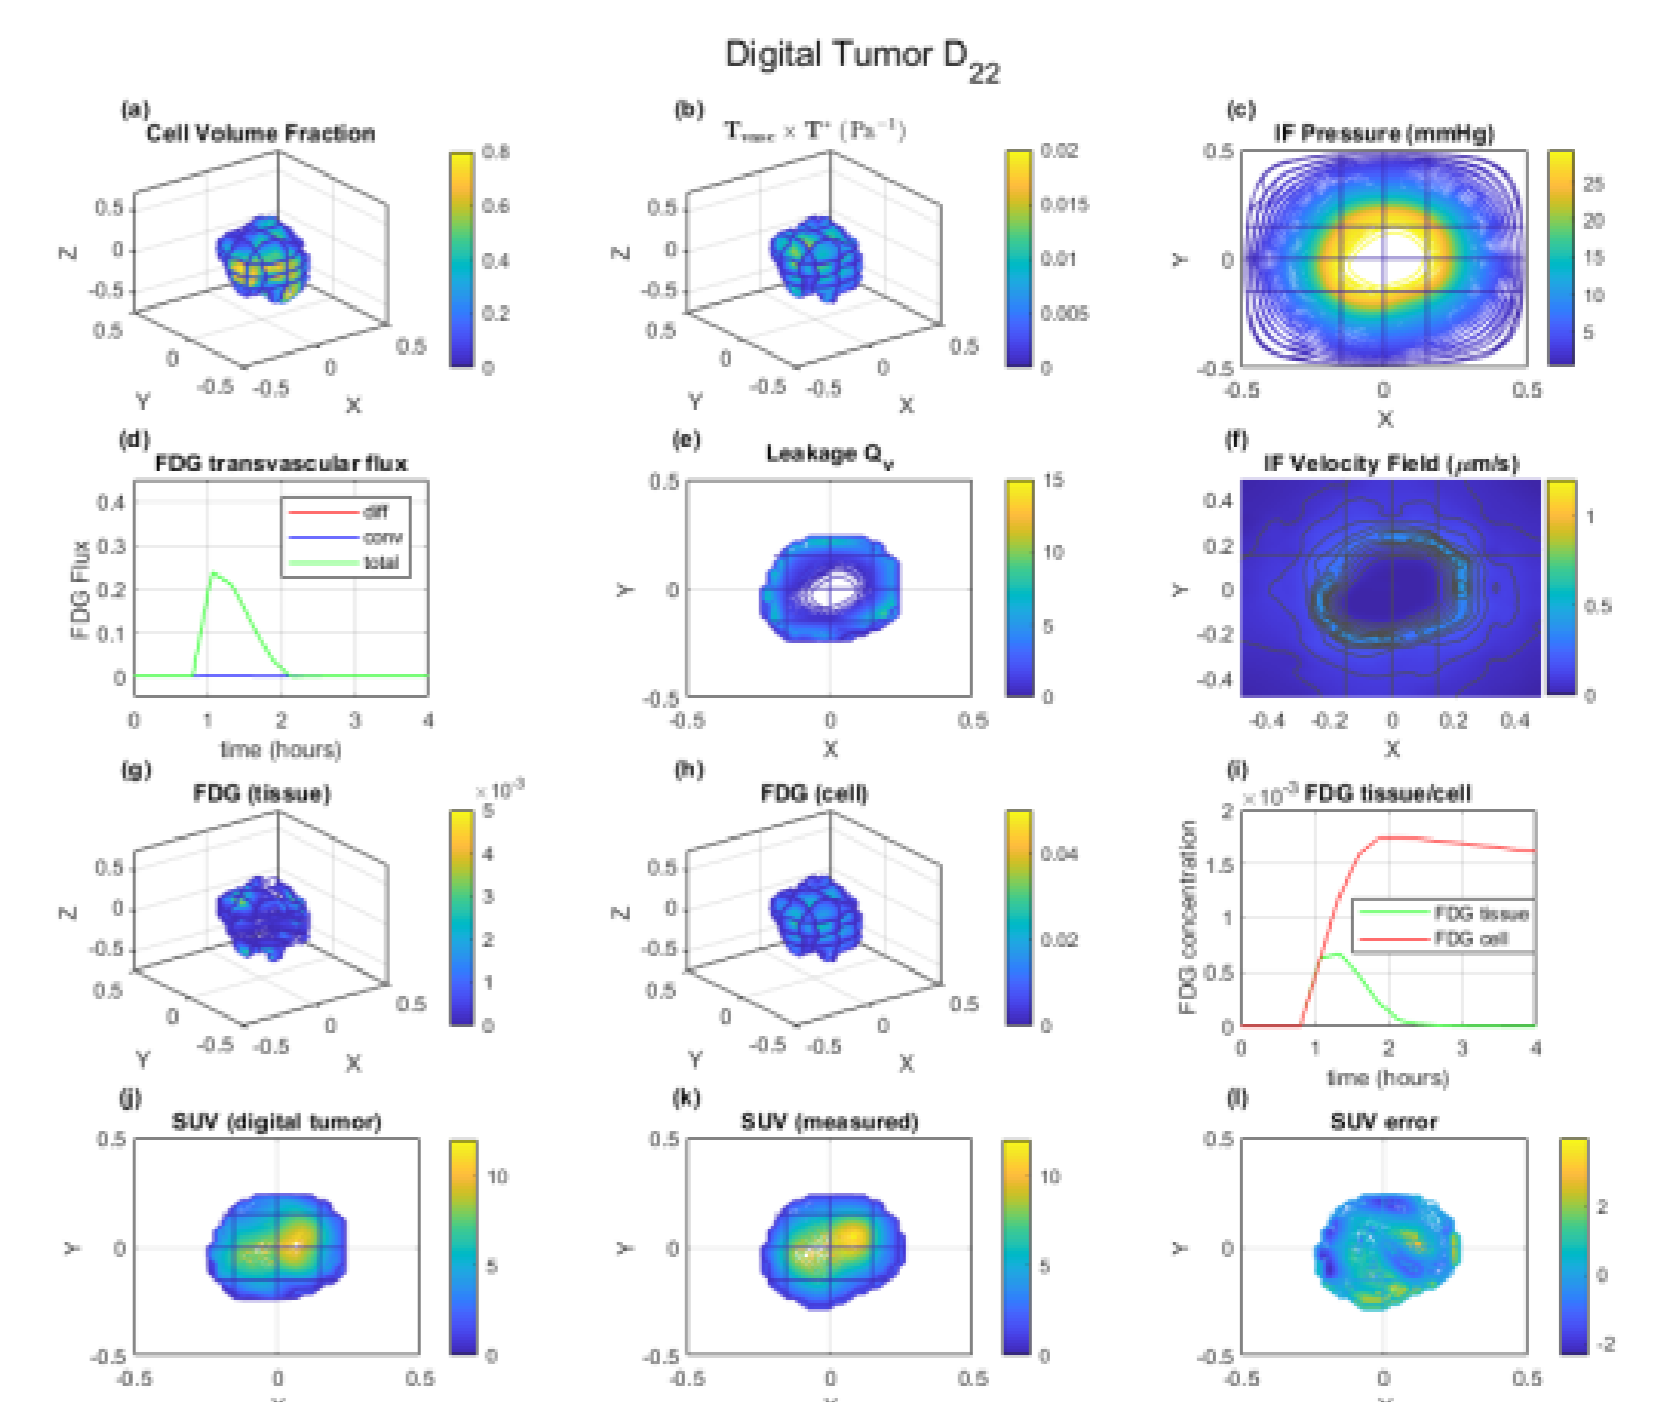 Digital Tumor D22
(a)
Cell Volume Fraction
0.8
0.6
0.4
0.2
0
0.5
0
-0.5
Z
0.5
0
-0.5
Y
-0.5
0
0.5
X
(b)
Tvasc × T* (Pa⁻¹)
0.02
0.015
0.01
0.005
0
0.5
0
-0.5
Z
0.5
0
-0.5
Y
-0.5
0
0.5
X
(c)
IF Pressure (mmHg)
0.5
0
-0.5
Y
-0.5 0 0.5
X
25
20
15
10
5
(d)
FDG transvascular flux
FDG Flux
0.4
0.3
0.2
0.1
0
diff
conv
total
0 1 2 3 4
time (hours)
(e)
Leakage Qv
0.5
0
-0.5
Y
-0.5 0 0.5
X
15
10
5
0
(f)
IF Velocity Field (μm/s)
0.4
0.2
0
-0.2
-0.4
Y
-0.4 -0.2 0 0.2 0.4
X
1
0.5
0
(g)
FDG (tissue)
×10⁻³
5
4
3
2
1
0
0.5
0
-0.5
Z
0.5
0
-0.5
Y
-0.5
0
0.5
X
(h)
FDG (cell)
0.04
0.02
0
0.5
0
-0.5
Z
0.5
0
-0.5
Y
-0.5
0
0.5
X
(i)
×10⁻³ FDG tissue/cell
FDG concentration
2
1.5
1
0.5
0
FDG tissue
FDG cell
0 1 2 3 4
time (hours)
(j)
SUV (digital tumor)
0.5
0
-0.5
Y
-0.5 0 0.5
10
5
0
(k)
SUV (measured)
0.5
0
-0.5
Y
-0.5 0 0.5
10
5
0
(l)
SUV error
0.5
0
-0.5
Y
-0.5 0 0.5
2
0
-2